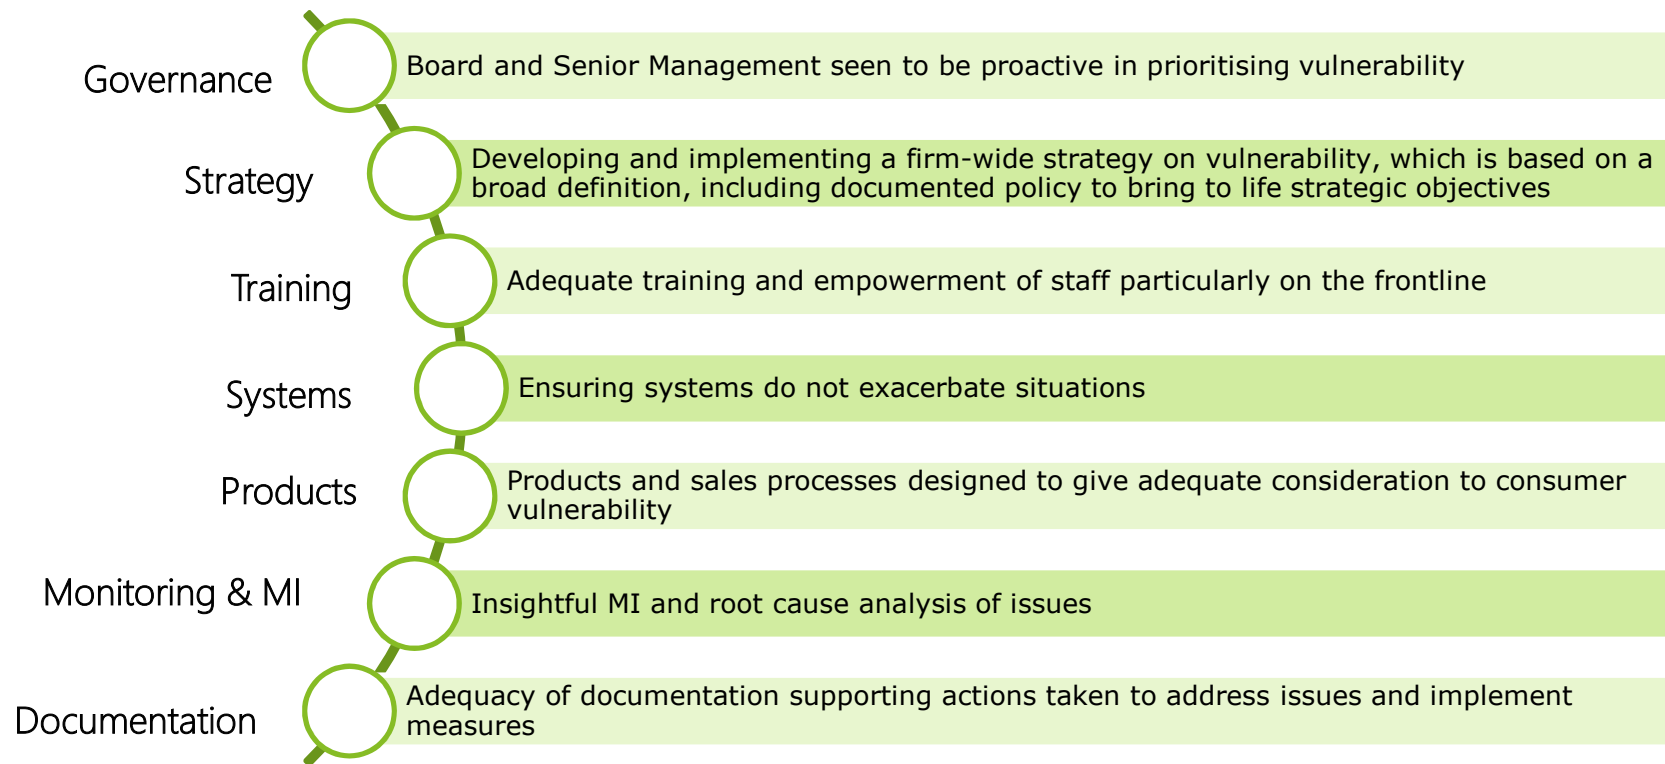 Governance
Board and Senior Management seen to be proactive in prioritising vulnerability
Strategy
Developing and implementing a firm-wide strategy on vulnerability, which is based on a
broad definition, including documented policy to bring to life strategic objectives
Training
Adequate training and empowerment of staff particularly on the frontline
Systems
Ensuring systems do not exacerbate situations
Products
Products and sales processes designed to give adequate consideration to consumer
vulnerability
Monitoring & MI
Insightful MI and root cause analysis of issues
Documentation
Adequacy of documentation supporting actions taken to address issues and implement
measures